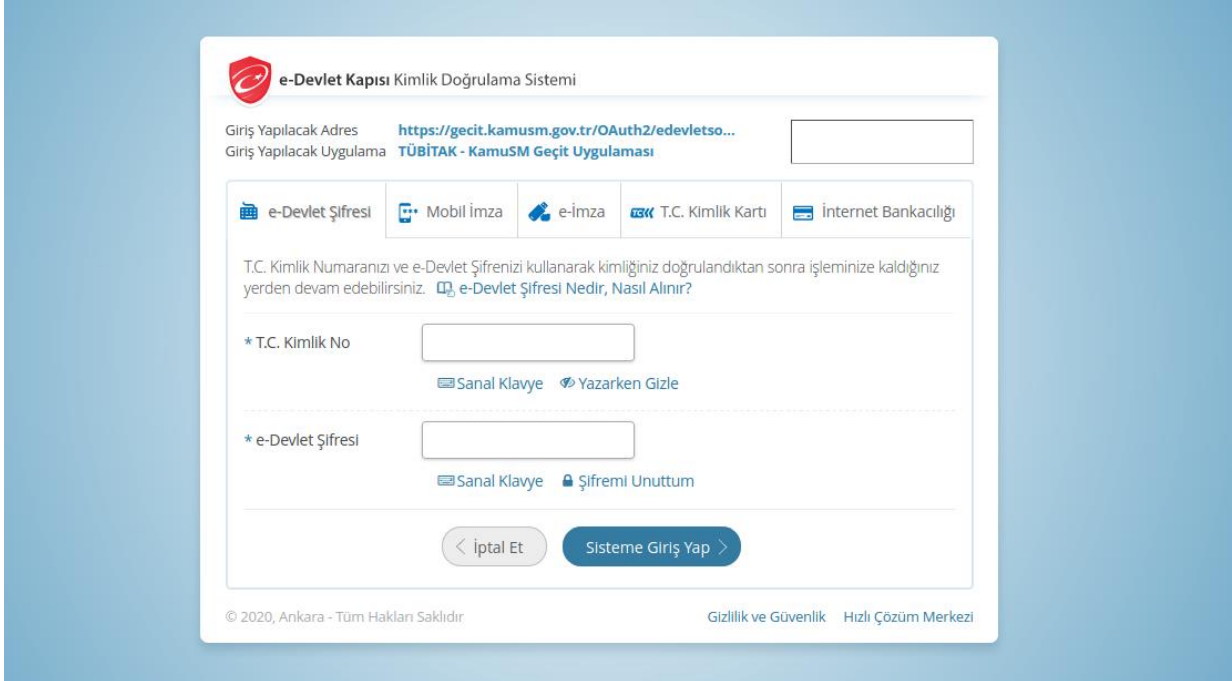 e-Devlet Kapısı Kimlik Doğrulama Sistemi
Giriş Yapılacak Adres https://gecit.kamusm.gov.tr/OAuth2/edevletso...
Giriş Yapılacak Uygulama TÜBİTAK - KamuSM Geçit Uygulaması
e-Devlet Şifresi Mobil İmza e-İmza T.C. Kimlik Kartı İnternet Bankacılığı
T.C. Kimlik Numaranızı ve e-Devlet Şifrenizi kullanarak kimliğiniz doğrulandıktan sonra işleminize kaldığınız
yerden devam edebilirsiniz. e-Devlet Şifresi Nedir, Nasıl Alınır?
* T.C. Kimlik No
Sanal Klavye Yazarken Gizle
* e-Devlet Şifresi
Sanal Klavye Şifremi Unuttum
İptal Et Sisteme Giriş Yap
© 2020, Ankara - Tüm Hakları Saklıdır Gizlilik ve Güvenlik Hızlı Çözüm Merkezi